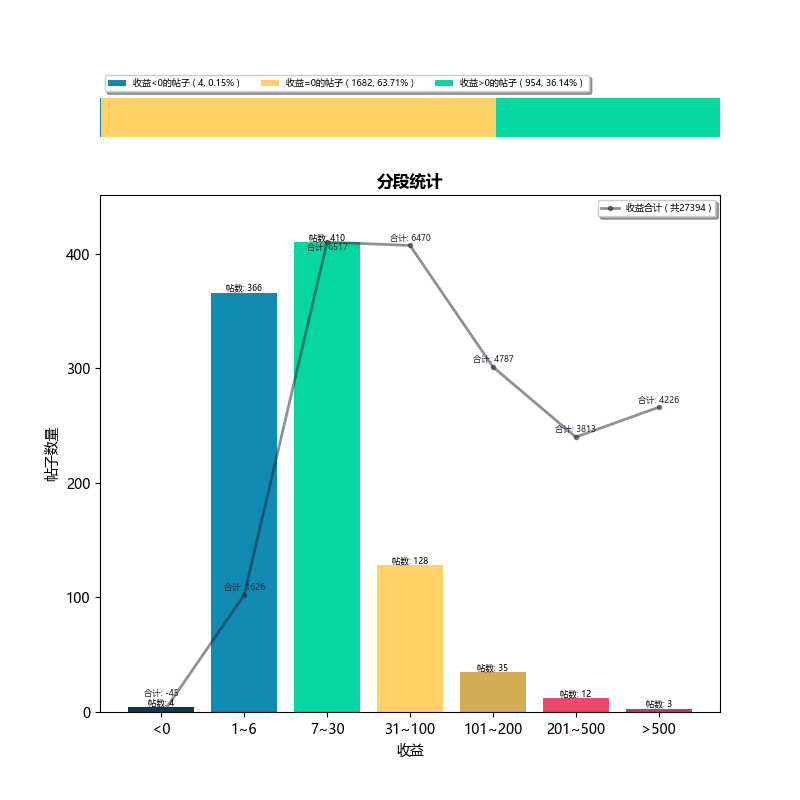 收益<0的帖子 ( 4, 0.15% )
收益=0的帖子 ( 1682, 63.71% )
收益>0的帖子 ( 954, 36.14% )
分段统计
收益合计 ( 共27394 )
帖数: 410
合计: 6517
合计: 6470
帖数: 366
合计: 4787
合计: 4226
合计: 3813
帖数: 128
合计: 1626
帖数: 35
合计: -45
帖数: 4
帖数: 12
帖数: 3
400
300
200
100
0
帖子数量
<0
1~6
7~30
31~100
101~200
201~500
>500
收益